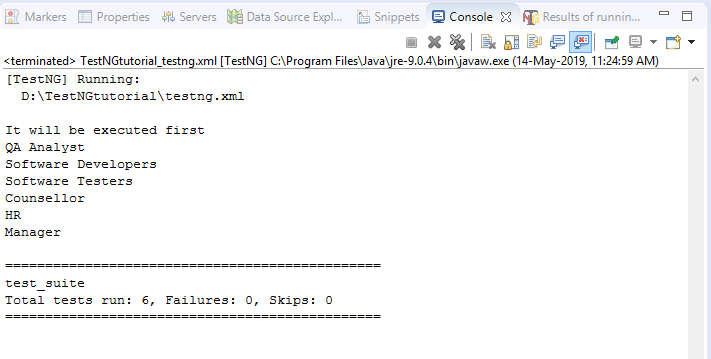 Markers Properties Servers Data Source Expl... Snippets Console Results of runnin...
<terminated> TestNGtutorial_testng.xml [TestNG] C:\Program Files\Java\jre-9.0.4\bin\javaw.exe (14-May-2019, 11:24:59 AM)
[TestNG] Running:
  D:\TestNGtutorial\testng.xml

It will be executed first
QA Analyst
Software Developers
Software Testers
Counsellor
HR
Manager

===============================================
test_suite
Total tests run: 6, Failures: 0, Skips: 0
===============================================